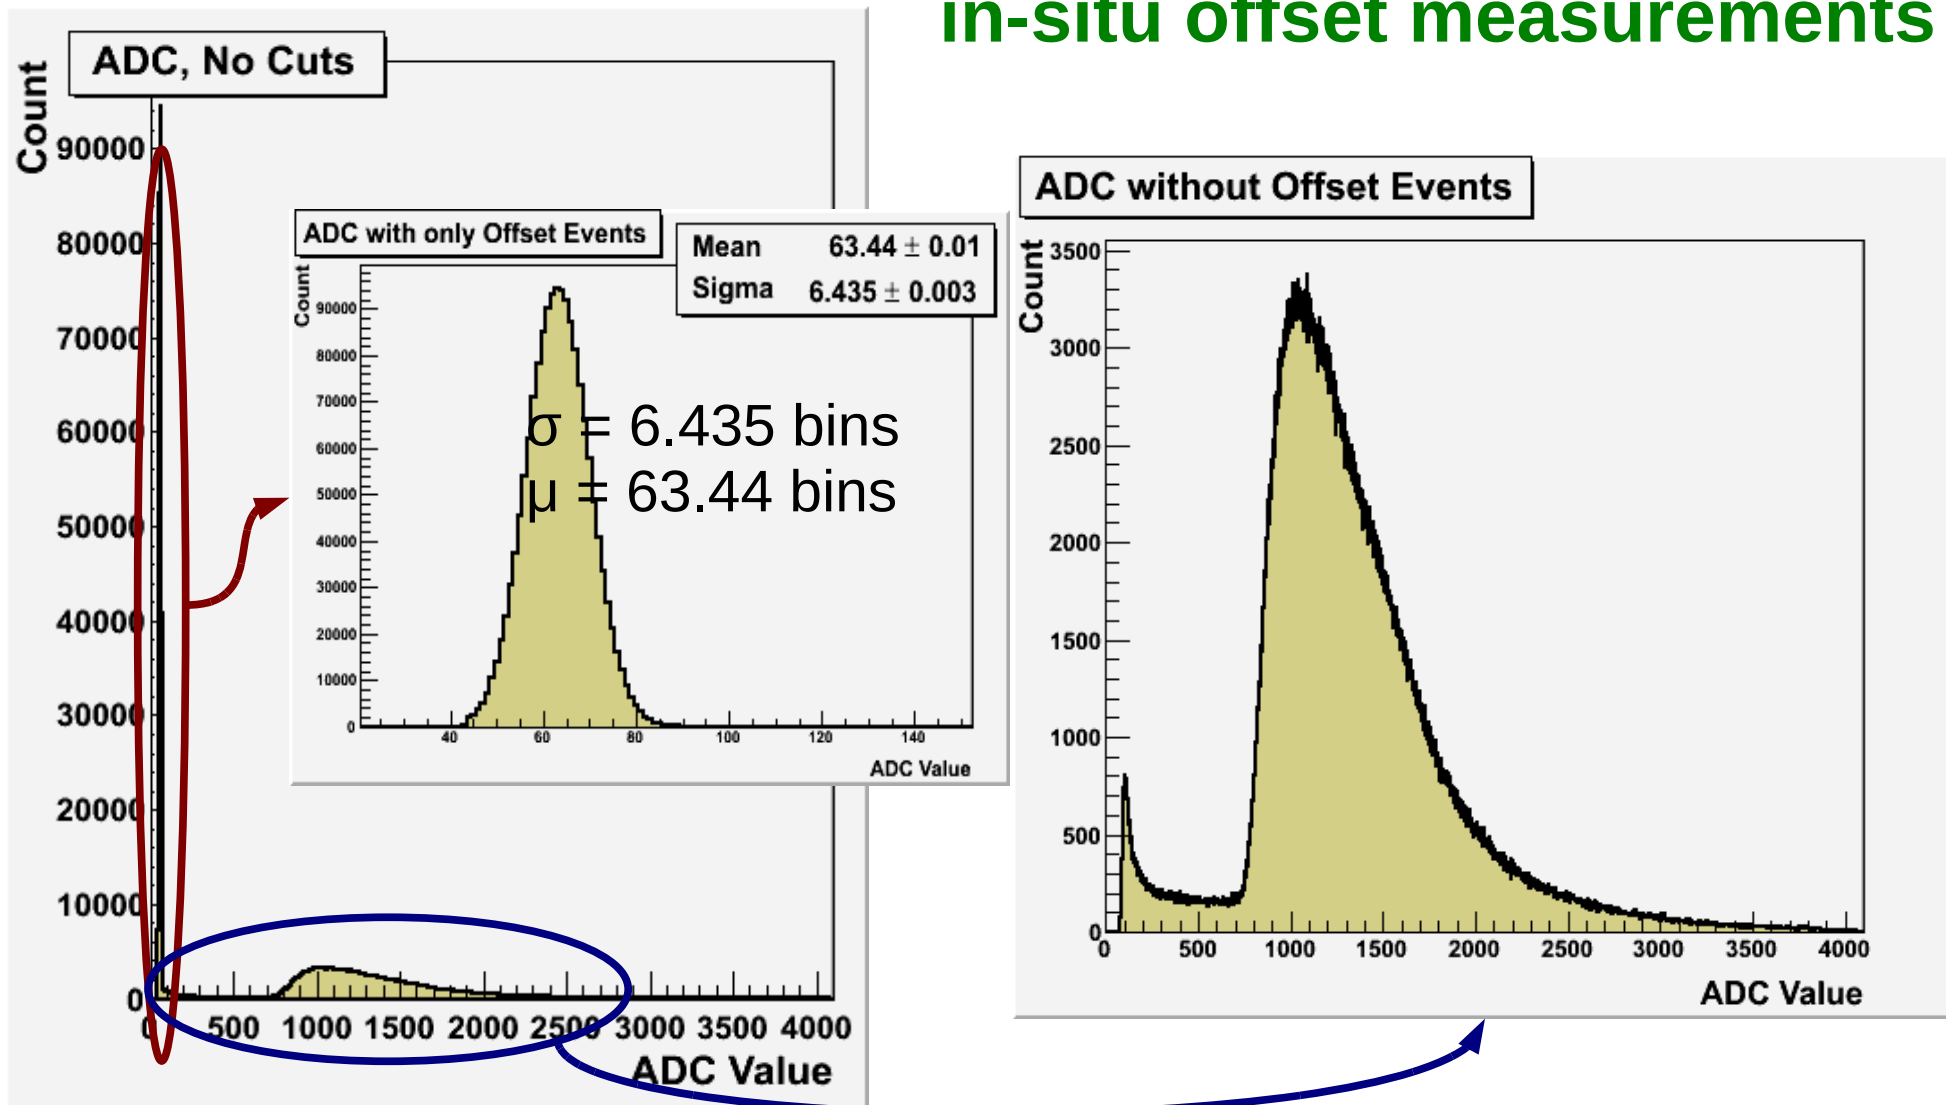 in-situ offset measurements
ADC, No Cuts
Count
90000
80000
70000
60000
50000
40000
30000
20000
10000
0
0 500 1000 1500 2000 2500 3000 3500 4000
ADC Value
ADC with only Offset Events
Mean 63.44 ± 0.01
Sigma 6.435 ± 0.003
Count
90000
80000
70000
60000
50000
40000
30000
20000
10000
0
40 60 80 100 120 140
ADC Value
σ = 6.435 bins
μ = 63.44 bins
ADC without Offset Events
Count
3500
3000
2500
2000
1500
1000
500
0
0 500 1000 1500 2000 2500 3000 3500 4000
ADC Value